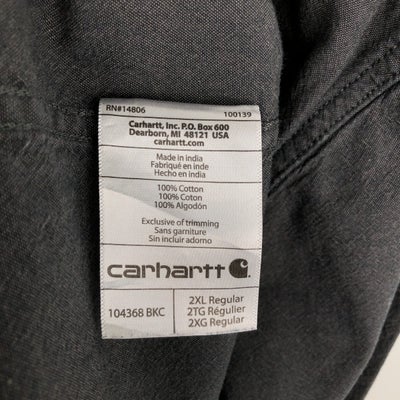 RN#14806 100139
Carhartt, Inc. P.O. Box 600
Dearborn, MI 48121 USA
carhartt.com
Made in india
Fabriqué en inde
Hecho en india
100% Cotton
100% Coton
100% Algodón
Exclusive of trimming
Sans garniture
Sin incluir adorno
carhartt
104368 BKC
2XL Regular
2TG Régulier
2XG Regular